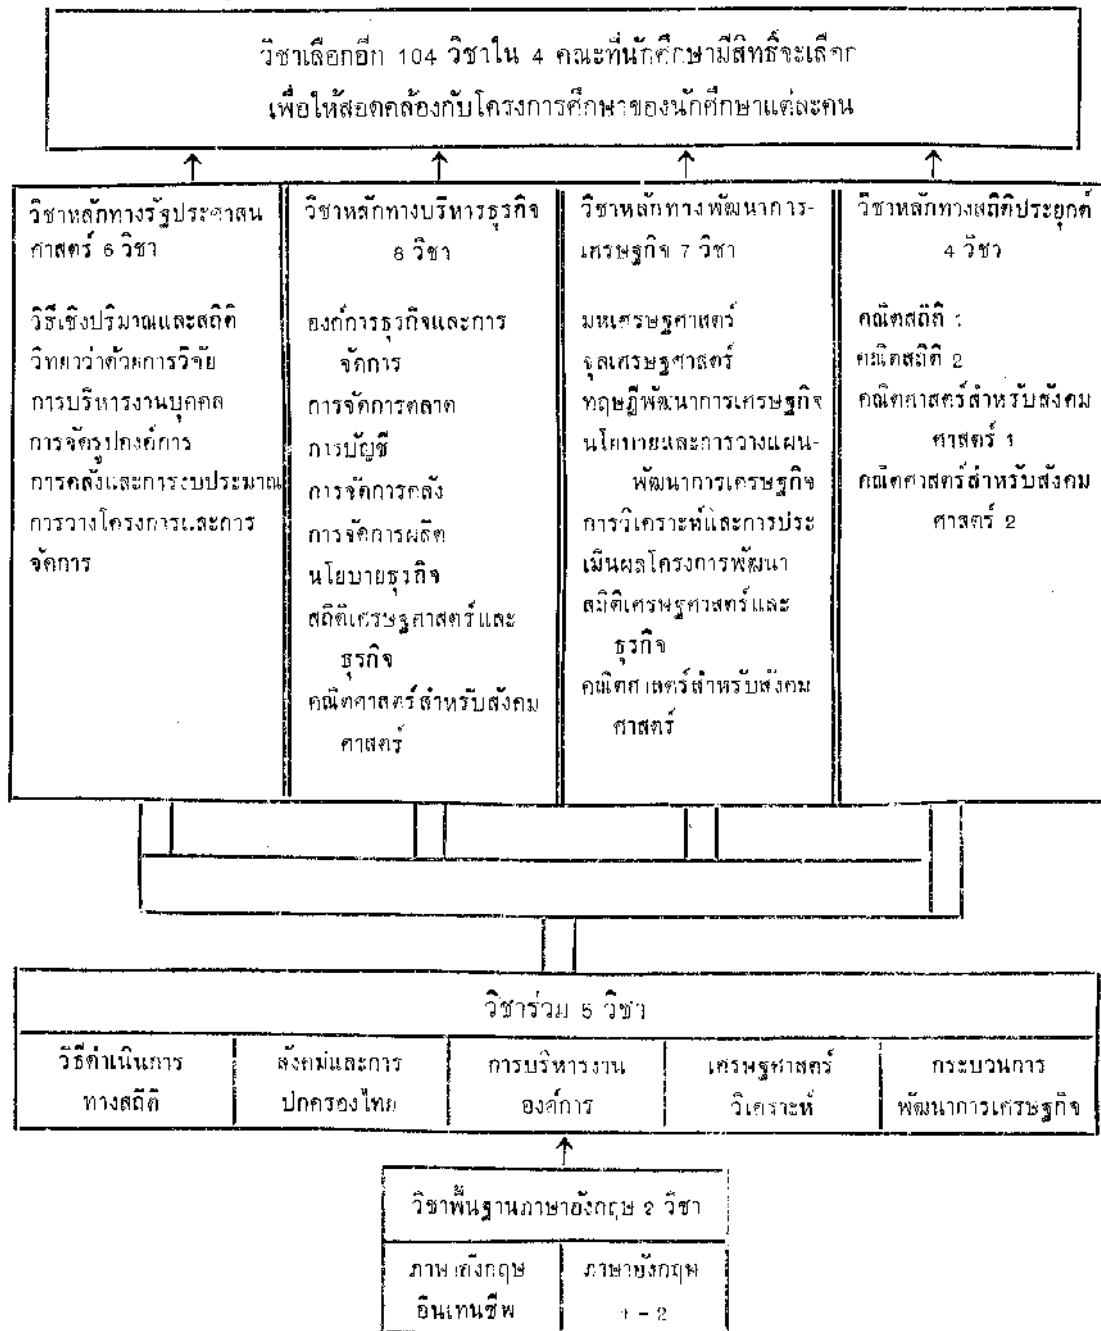 วิชาเลือกอีก 104 วิชาใน 4 คณะที่นักศึกษามีสิทธิ์จะเลือก
เพื่อให้สอดคล้องกับโครงการศึกษาของนักศึกษาแต่ละคน
วิชาหลักทางรัฐประศาสน
ศาสตร์ 6 วิชา
วิธีเชิงปริมาณและสถิติ
วิทยาว่าด้วยการวิจัย
การบริหารงานบุคคล
การจัดรูปองค์การ
การคลังและการงบประมาณ
การวางโครงการและการ
จัดการ
วิชาหลักทางบริหารธุรกิจ
8 วิชา
องค์การธุรกิจและการ
จัดการ
การจัดการตลาด
การบัญชี
การจัดการคลัง
การจัดการผลิต
นโยบายธุรกิจ
สถิติเศรษฐศาสตร์และ
ธุรกิจ
คณิตศาสตร์สำหรับสังคม
ศาสตร์
วิชาหลักทางพัฒนาการ-
เศรษฐกิจ 7 วิชา
มหเศรษฐศาสตร์
จุลเศรษฐศาสตร์
ทฤษฎีพัฒนาการเศรษฐกิจ
นโยบายและการวางแผน-
พัฒนาการเศรษฐกิจ
การวิเคราะห์และการประ
เมินผลโครงการพัฒนา
สถิติเศรษฐศาสตร์และ
ธุรกิจ
คณิตศาสตร์สำหรับสังคม
ศาสตร์
วิชาหลักทางสถิติประยุกต์
4 วิชา
คณิตสถิติ 1
คณิตสถิติ 2
คณิตศาสตร์สำหรับสังคม
ศาสตร์ 1
คณิตศาสตร์สำหรับสังคม
ศาสตร์ 2
วิชาร่วม 5 วิชา
วิธีดำเนินการ
ทางสถิติ
สังคมและการ
ปกครองไทย
การบริหารงาน
องค์การ
เศรษฐศาสตร์
วิเคราะห์
กระบวนการ
พัฒนาการเศรษฐกิจ
วิชาพื้นฐานภาษาอังกฤษ 2 วิชา
ภาษาอังกฤษ
อินเทนซีพ
ภาษาอังกฤษ
1 - 2